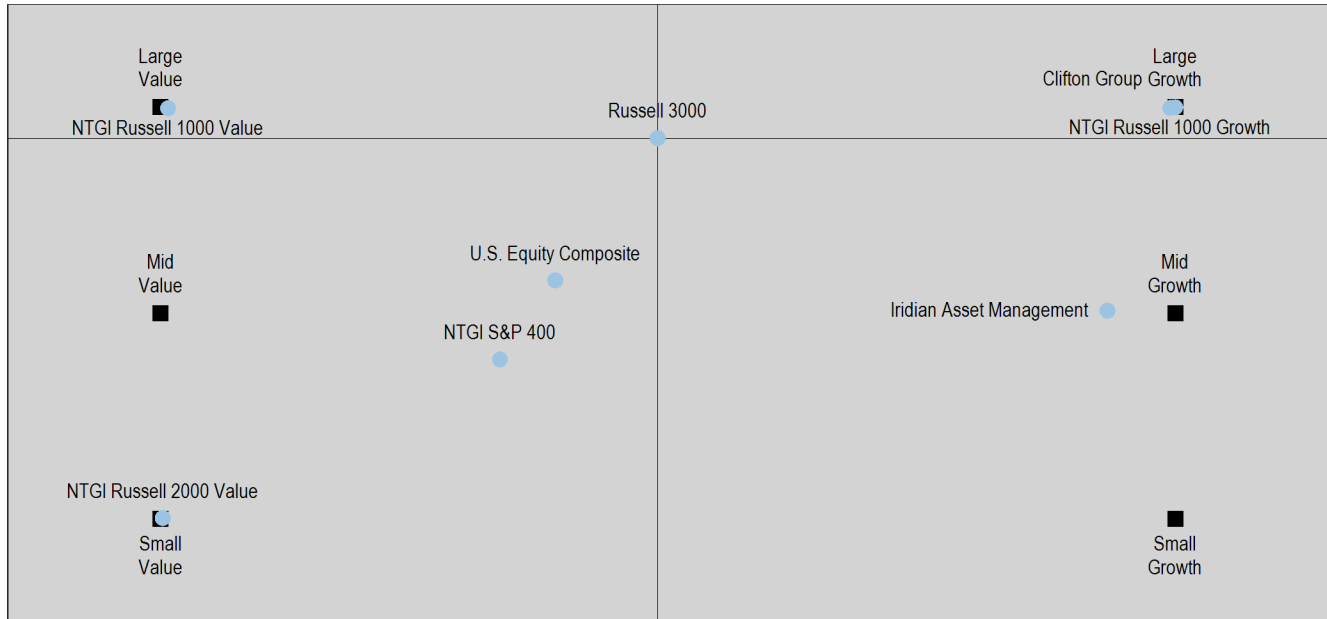 Large
Value
NTGI Russell 1000 Value
Russell 3000
Large
Clifton Group Growth
NTGI Russell 1000 Growth
U.S. Equity Composite
Mid
Value
Mid
Growth
Iridian Asset Management
NTGI S&P 400
NTGI Russell 2000 Value
Small
Value
Small
Growth